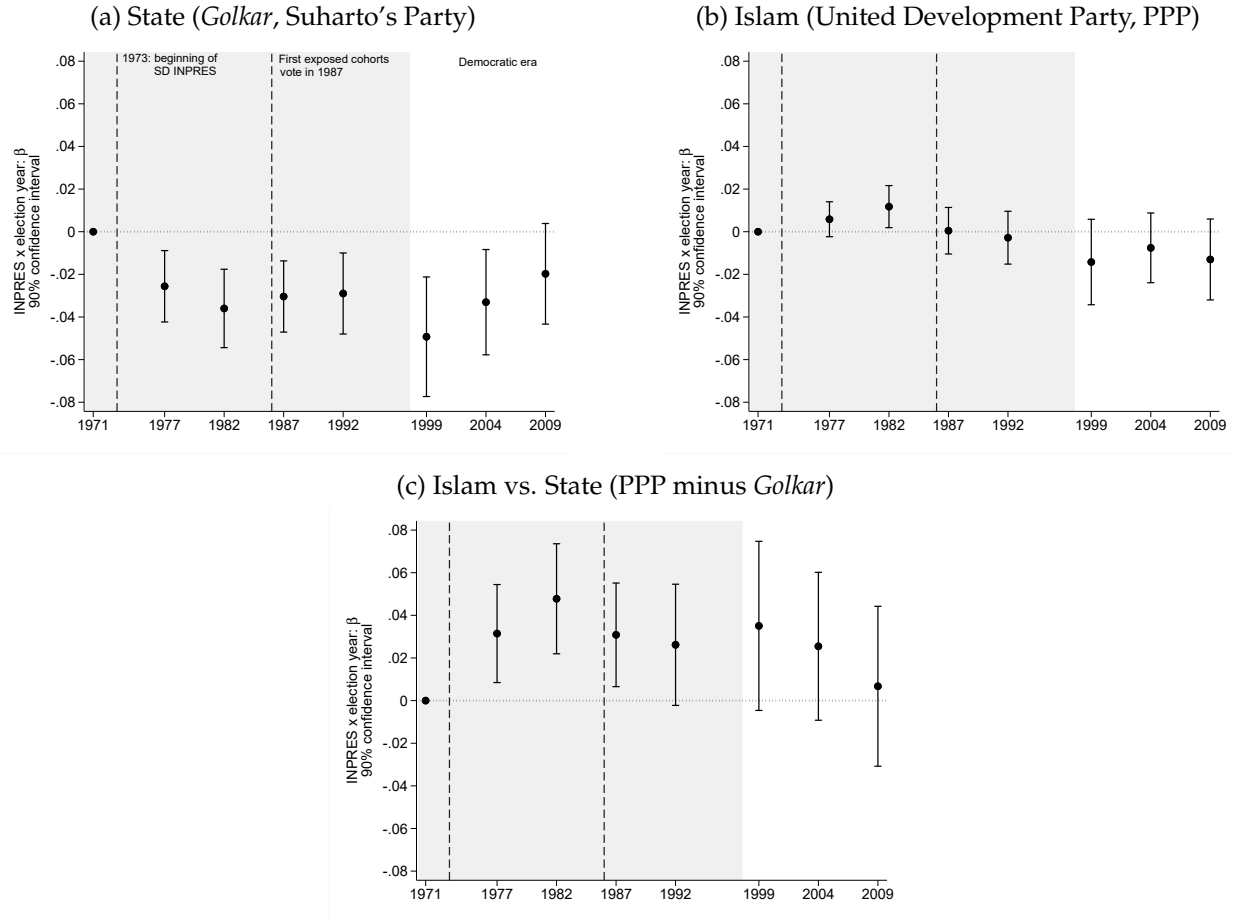 (a) State (Golkar, Suharto's Party)
.08
.06
.04
.02
0
-.02
-.04
-.06
-.08
INPRES x election year: β
90% confidence interval
1973: beginning of
SD INPRES
First exposed cohorts
vote in 1987
Democratic era
1971 1977 1982 1987 1992 1999 2004 2009
(b) Islam (United Development Party, PPP)
.08
.06
.04
.02
0
-.02
-.04
-.06
-.08
INPRES x election year: β
90% confidence interval
1971 1977 1982 1987 1992 1999 2004 2009
(c) Islam vs. State (PPP minus Golkar)
.08
.06
.04
.02
0
-.02
-.04
-.06
-.08
INPRES x election year: β
90% confidence interval
1971 1977 1982 1987 1992 1999 2004 2009